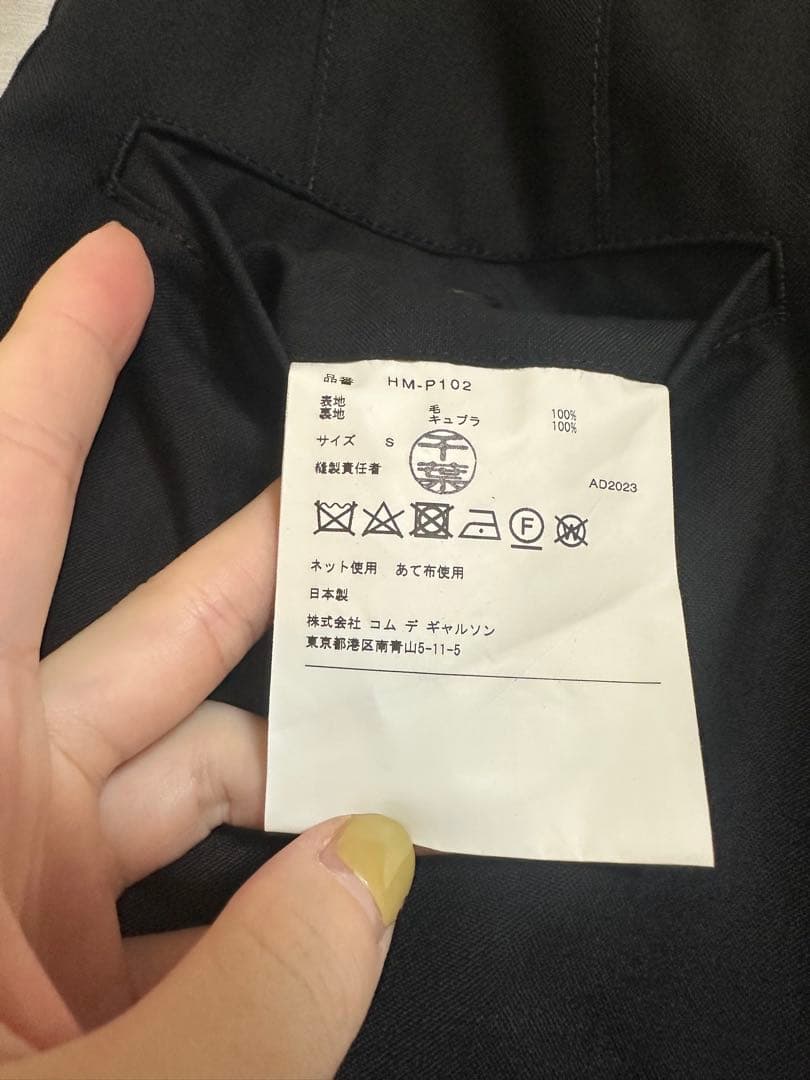 品番 HM-P102
表地 毛 100%
裏地 キュプラ 100%
サイズ S
縫製責任者 千葉
AD2023
F W
ネット使用 あて布使用
日本製
株式会社 コム デ ギャルソン
東京都港区南青山5-11-5